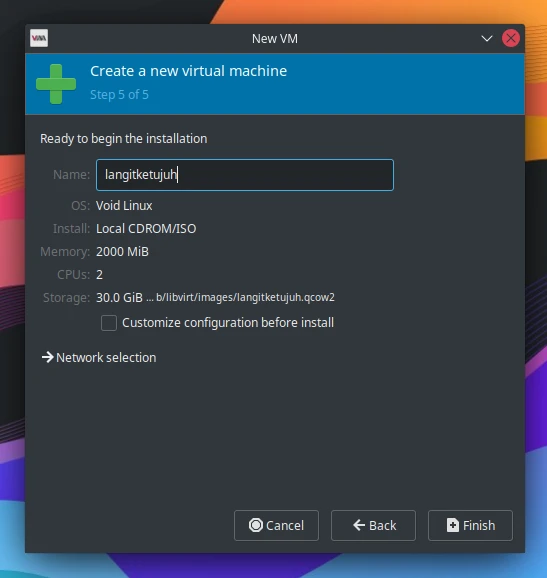 New VM
Create a new virtual machine
Step 5 of 5
Ready to begin the installation
Name: langitketujuh
OS: Void Linux
Install: Local CDROM/ISO
Memory: 2000 MiB
CPUs: 2
Storage: 30.0 GiB ... b/libvirt/images/langitketujuh.qcow2
Customize configuration before install
Network selection
Cancel Back Finish